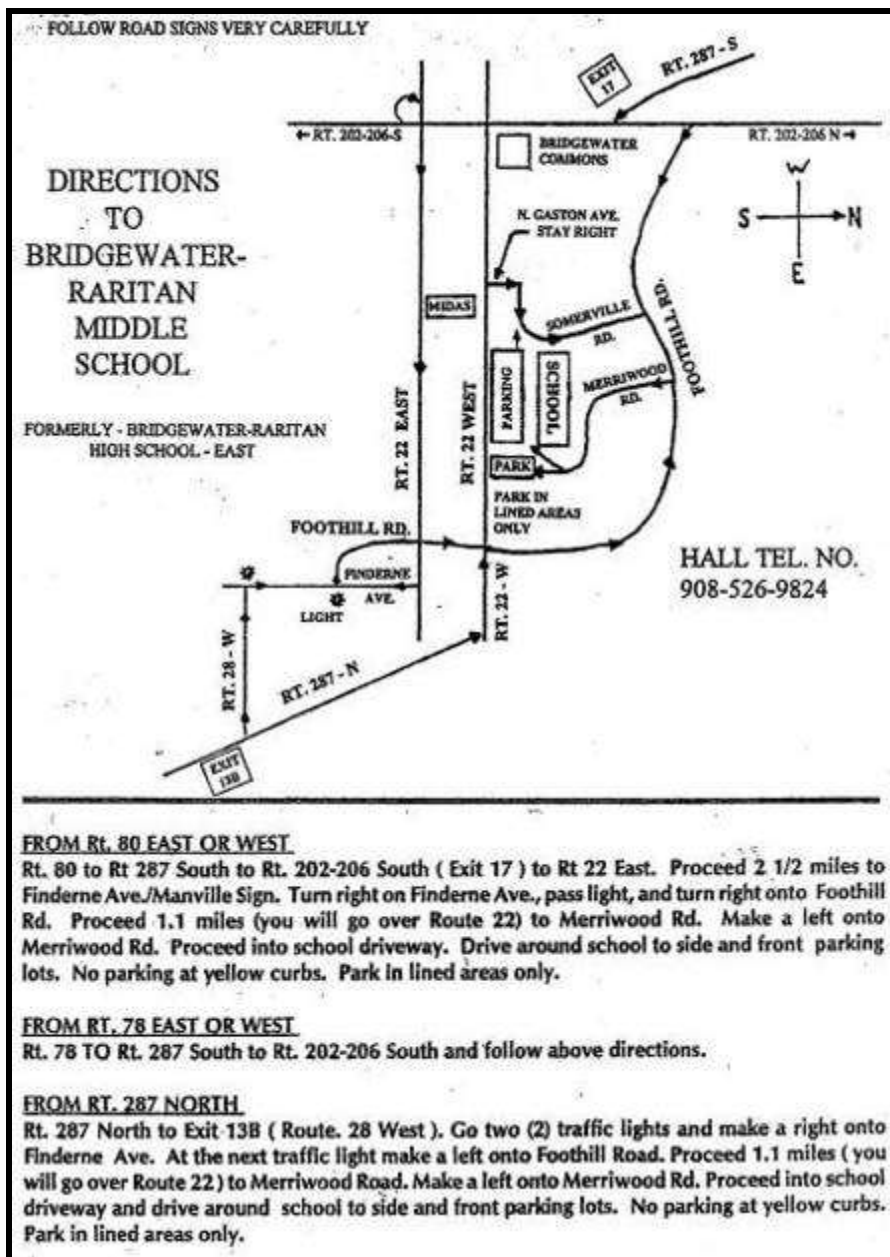 FOLLOW ROAD SIGNS VERY CAREFULLY
EXIT
17
RT. 287-S
RT. 202-206-S
RT. 202-206 N
BRIDGEWATER
COMMONS
DIRECTIONS
TO
BRIDGEWATER-
RARITAN
MIDDLE
SCHOOL
W
S
N
E
N. GASTON AVE.
STAY RIGHT
MIDAS
SOMERVILLE
RD.
FOOTHILL RD.
MERRIWOOD
RD.
PARKING
SCHOOL
FORMERLY - BRIDGEWATER-RARITAN
HIGH SCHOOL - EAST
RT. 22 EAST
RT. 22 WEST
PARK
PARK IN
LINED AREAS
ONLY
FOOTHILL RD.
HALL TEL. NO.
908-526-9824
FINDERNE
AVE.
LIGHT
RT. 22 - W
RT. 28 - W
RT. 287 - N
EXIT
13B
FROM Rt. 80 EAST OR WEST
Rt. 80 to Rt 287 South to Rt. 202-206 South ( Exit 17 ) to Rt 22 East. Proceed 2 1/2 miles to
Finderne Ave./Manville Sign. Turn right on Finderne Ave., pass light, and turn right onto Foothill
Rd. Proceed 1.1 miles (you will go over Route 22) to Merriwood Rd. Make a left onto
Merriwood Rd. Proceed into school driveway. Drive around school to side and front parking
lots. No parking at yellow curbs. Park in lined areas only.
FROM RT. 78 EAST OR WEST
Rt. 78 TO Rt. 287 South to Rt. 202-206 South and follow above directions.
FROM RT. 287 NORTH
Rt. 287 North to Exit 13B ( Route. 28 West ). Go two (2) traffic lights and make a right onto
Finderne Ave. At the next traffic light make a left onto Foothill Road. Proceed 1.1 miles ( you
will go over Route 22 ) to Merriwood Road. Make a left onto Merriwood Rd. Proceed into school
driveway and drive around school to side and front parking lots. No parking at yellow curbs.
Park in lined areas only.